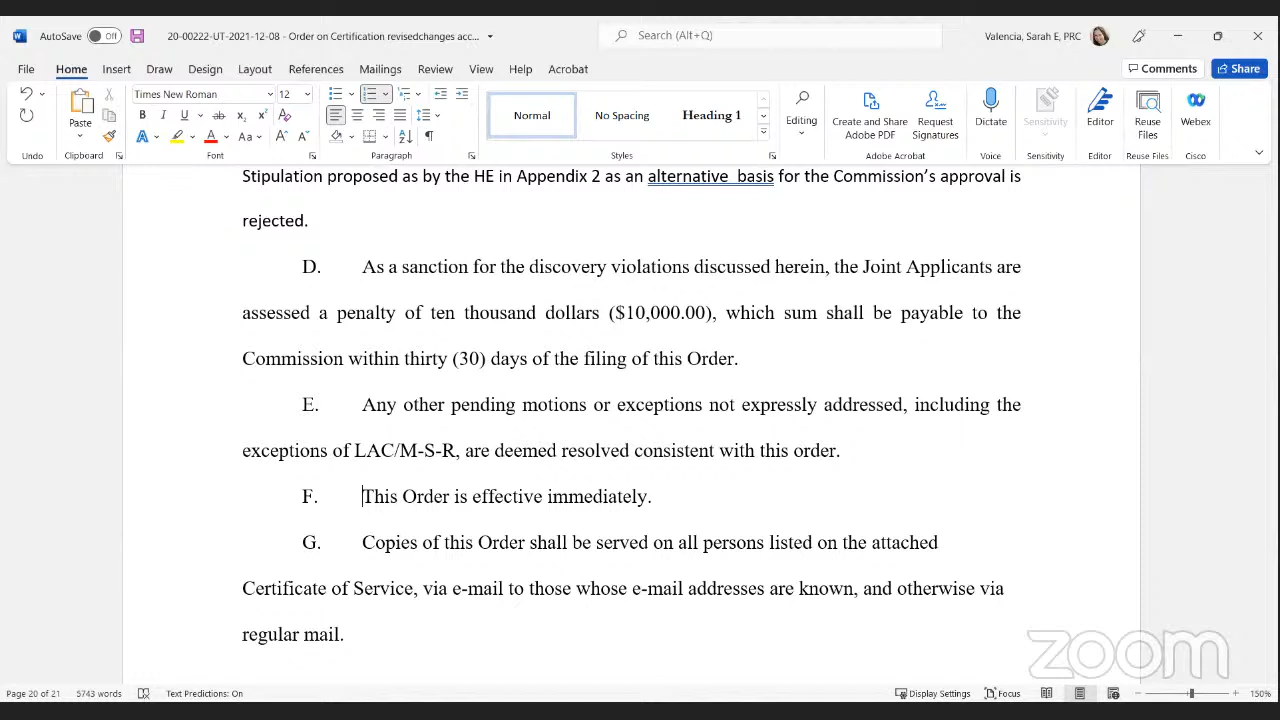 AutoSave Off 20-00222-UT-2021-12-08 - Order on Certification revisedchanges acc... Search (Alt+Q) Valencia, Sarah E, PRC
File Home Insert Draw Design Layout References Mailings Review View Help Acrobat Comments Share
Times New Roman 12
Paste
Normal No Spacing Heading 1
Editing
Create and Share Adobe PDF
Request Signatures
Dictate
Sensitivity
Editor
Reuse Files
Webex
Undo Clipboard Font Paragraph Styles Adobe Acrobat Voice Sensitivity Editor Reuse Files Cisco
Stipulation proposed as by the HE in Appendix 2 as an alternative basis for the Commission's approval is
rejected.
D. As a sanction for the discovery violations discussed herein, the Joint Applicants are
assessed a penalty of ten thousand dollars ($10,000.00), which sum shall be payable to the
Commission within thirty (30) days of the filing of this Order.
E. Any other pending motions or exceptions not expressly addressed, including the
exceptions of LAC/M-S-R, are deemed resolved consistent with this order.
F. This Order is effective immediately.
G. Copies of this Order shall be served on all persons listed on the attached
Certificate of Service, via e-mail to those whose e-mail addresses are known, and otherwise via
regular mail.
zoom
Page 20 of 21 5743 words Text Predictions: On Display Settings Focus 150%